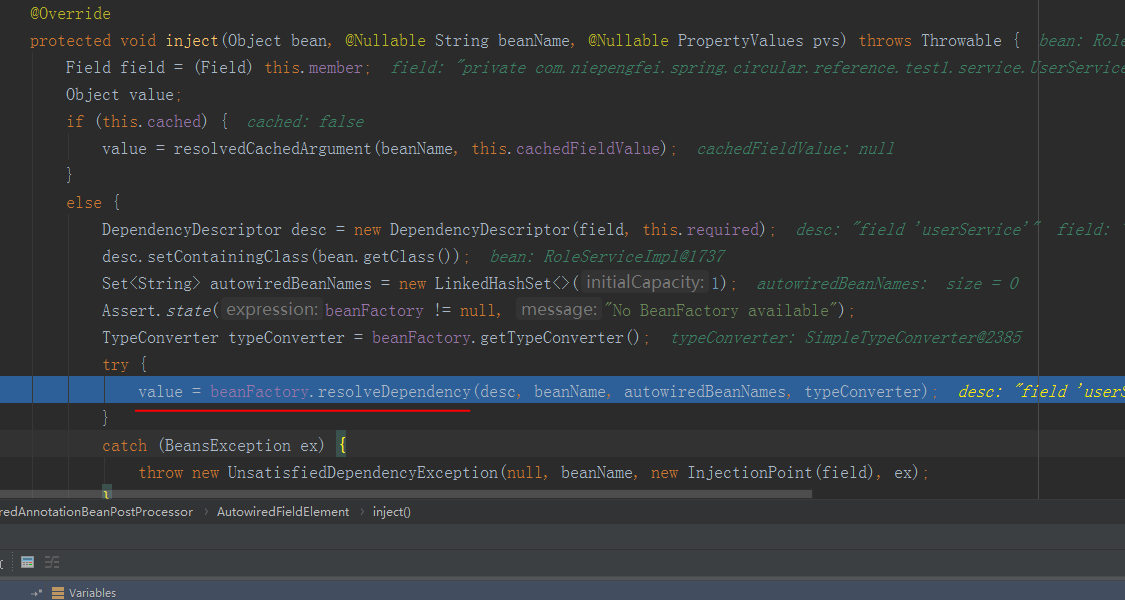 @Override
protected void inject(Object bean, @Nullable String beanName, @Nullable PropertyValues pvs) throws Throwable {  bean: Role
Field field = (Field) this.member;  field: "private com.niepengfei.spring.circular.reference.test1.service.UserService
Object value;
if (this.cached) {  cached: false
value = resolvedCachedArgument(beanName, this.cachedFieldValue);  cachedFieldValue: null
}
else {
DependencyDescriptor desc = new DependencyDescriptor(field, this.required);  desc: "field 'userService'"  field: "
desc.setContainingClass(bean.getClass());  bean: RoleServiceImpl@1737
Set<String> autowiredBeanNames = new LinkedHashSet<>( initialCapacity: 1);  autowiredBeanNames:  size = 0
Assert.state( expression: beanFactory != null,  message: "No BeanFactory available");
TypeConverter typeConverter = beanFactory.getTypeConverter();  typeConverter: SimpleTypeConverter@2385
try {
value = beanFactory.resolveDependency(desc, beanName, autowiredBeanNames, typeConverter);  desc: "field 'userS
}
catch (BeansException ex) {
throw new UnsatisfiedDependencyException(null, beanName, new InjectionPoint(field), ex);
}
redAnnotationBeanPostProcessor › AutowiredFieldElement › inject()
Variables